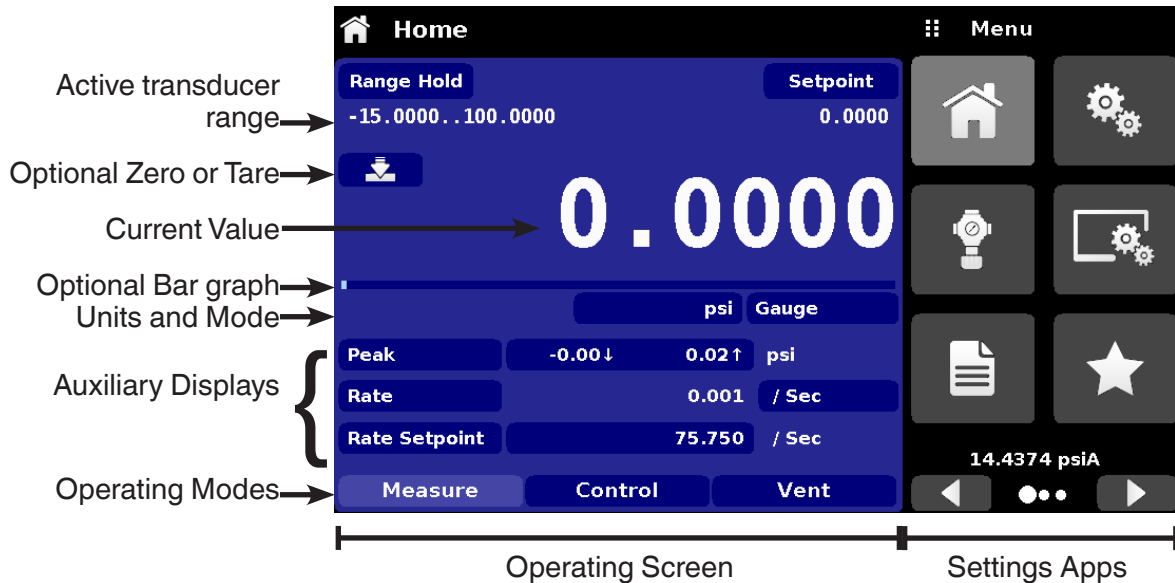 Home
Menu
Active transducer
range
Range Hold
Setpoint
-15.0000..100.0000
0.0000
Optional Zero or Tare
Current Value
0.0000
Optional Bar graph
Units and Mode
psi
Gauge
Auxiliary Displays
Peak
-0.00↓
0.02↑
psi
Rate
0.001
/ Sec
Rate Setpoint
75.750
/ Sec
14.4374 psiA
Operating Modes
Measure
Control
Vent
Operating Screen
Settings Apps